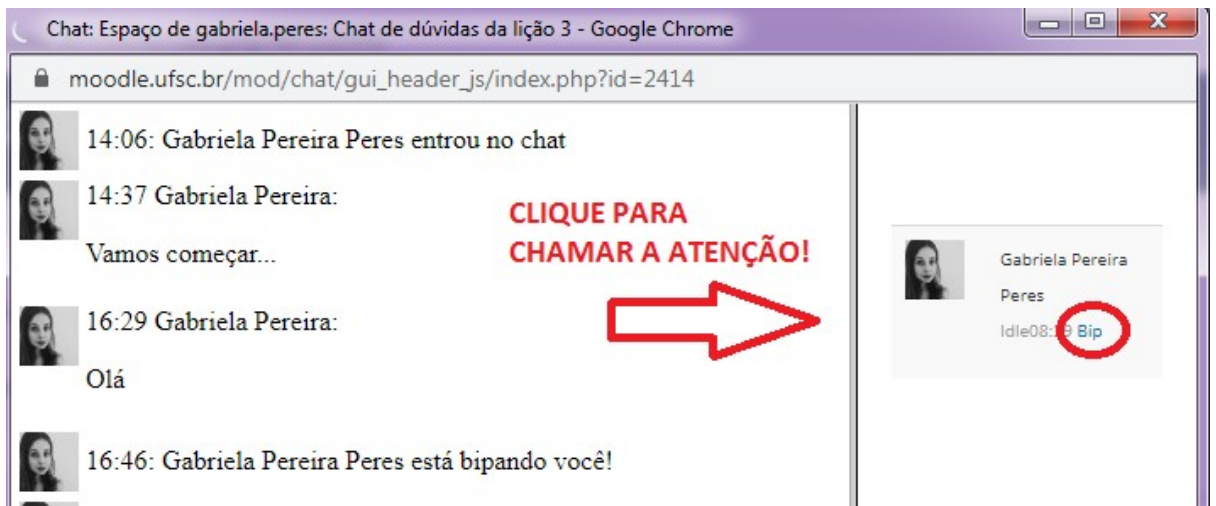 Chat: Espaço de gabriela.peres: Chat de dúvidas da lição 3 - Google Chrome
moodle.ufsc.br/mod/chat/gui_header_js/index.php?id=2414
14:06: Gabriela Pereira Peres entrou no chat
14:37 Gabriela Pereira:
Vamos começar...
16:29 Gabriela Pereira:
Olá
16:46: Gabriela Pereira Peres está bipando você!
CLIQUE PARA
CHAMAR A ATENÇÃO!
Gabriela Pereira
Peres
Bip